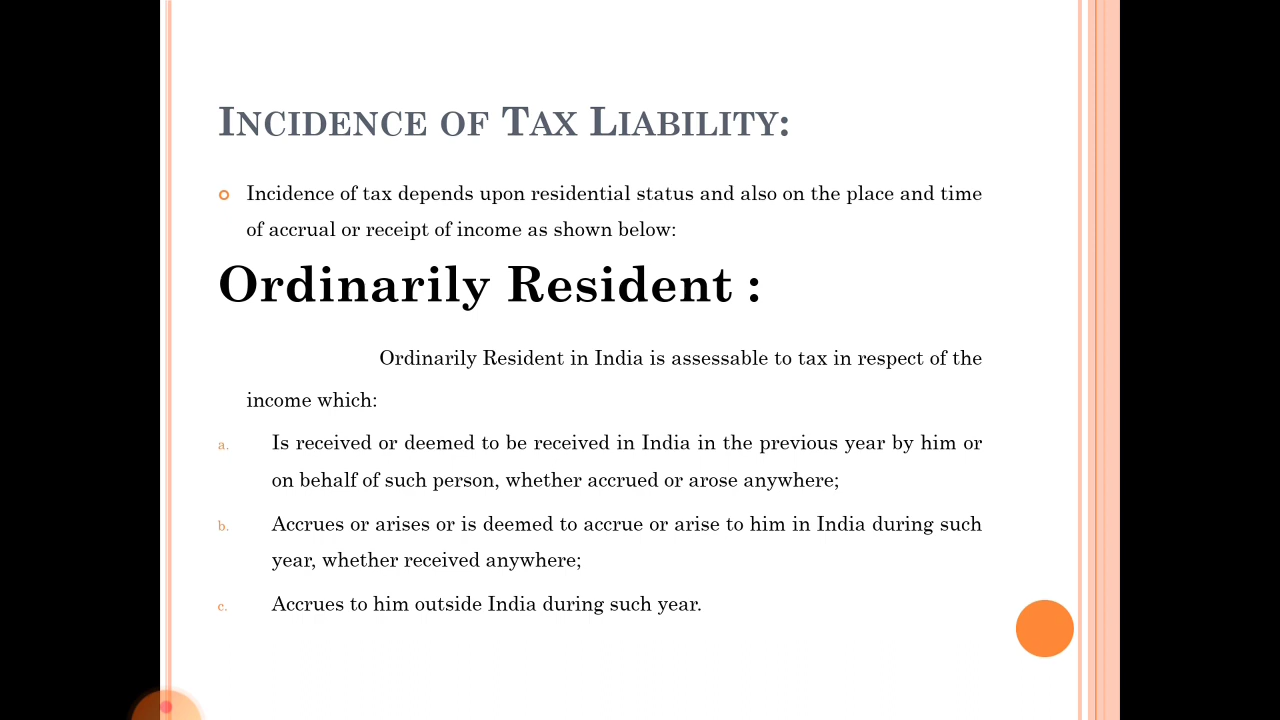 INCIDENCE OF TAX LIABILITY:
Incidence of tax depends upon residential status and also on the place and time
of accrual or receipt of income as shown below:
Ordinarily Resident :
Ordinarily Resident in India is assessable to tax in respect of the
income which:
a. Is received or deemed to be received in India in the previous year by him or
on behalf of such person, whether accrued or arose anywhere;
b. Accrues or arises or is deemed to accrue or arise to him in India during such
year, whether received anywhere;
c. Accrues to him outside India during such year.